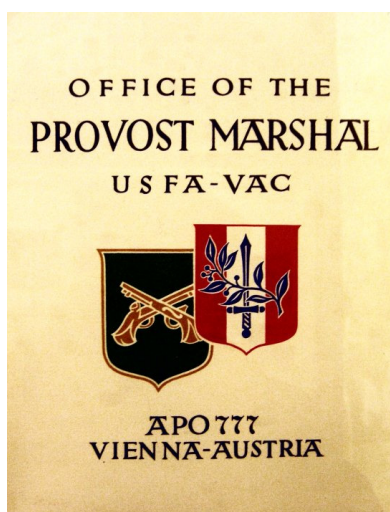 OFFICE OF THE
PROVOST MARSHAL
USFA-VAC
APO 777
VIENNA-AUSTRIA